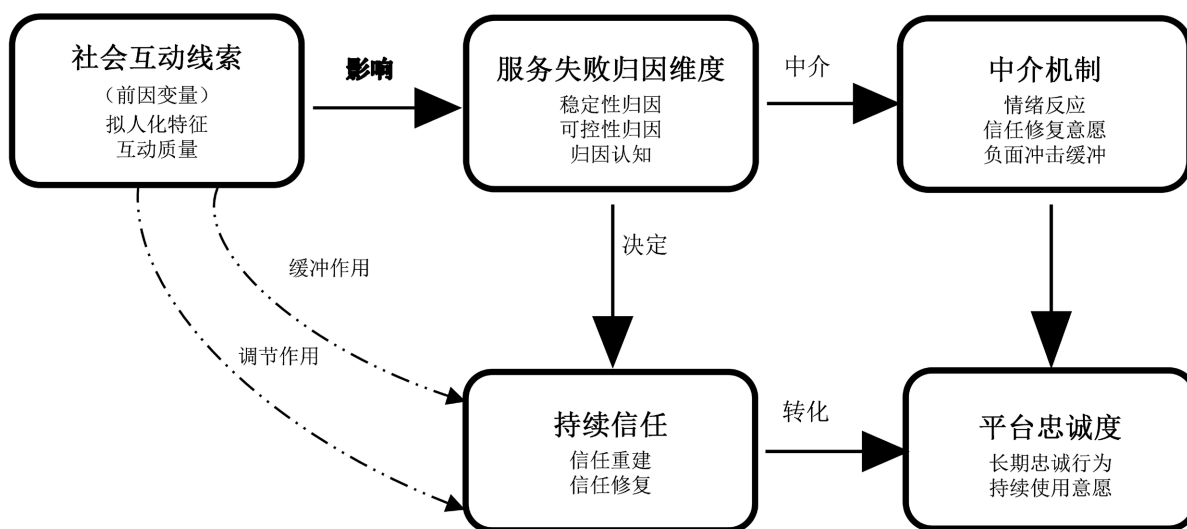 社会互动线索
（前因变量）
拟人化特征
互动质量
影响
服务失败归因维度
稳定性归因
可控性归因
归因认知
中介
中介机制
情绪反应
信任修复意愿
负面冲击缓冲
缓冲作用
调节作用
决定
持续信任
信任重建
信任修复
转化
平台忠诚度
长期忠诚行为
持续使用意愿